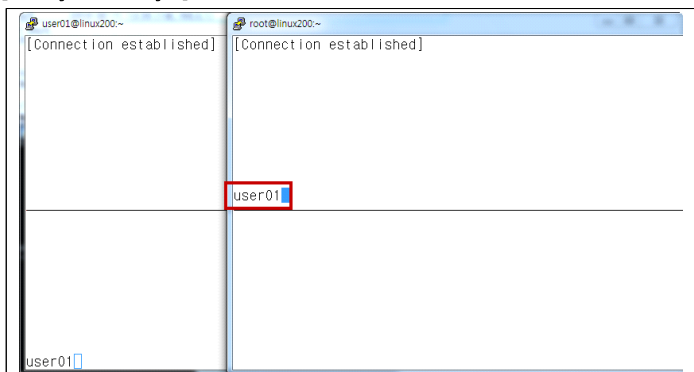 user01@linux200:~
root@linux200:~
[Connection established]
[Connection established]
user01
user01